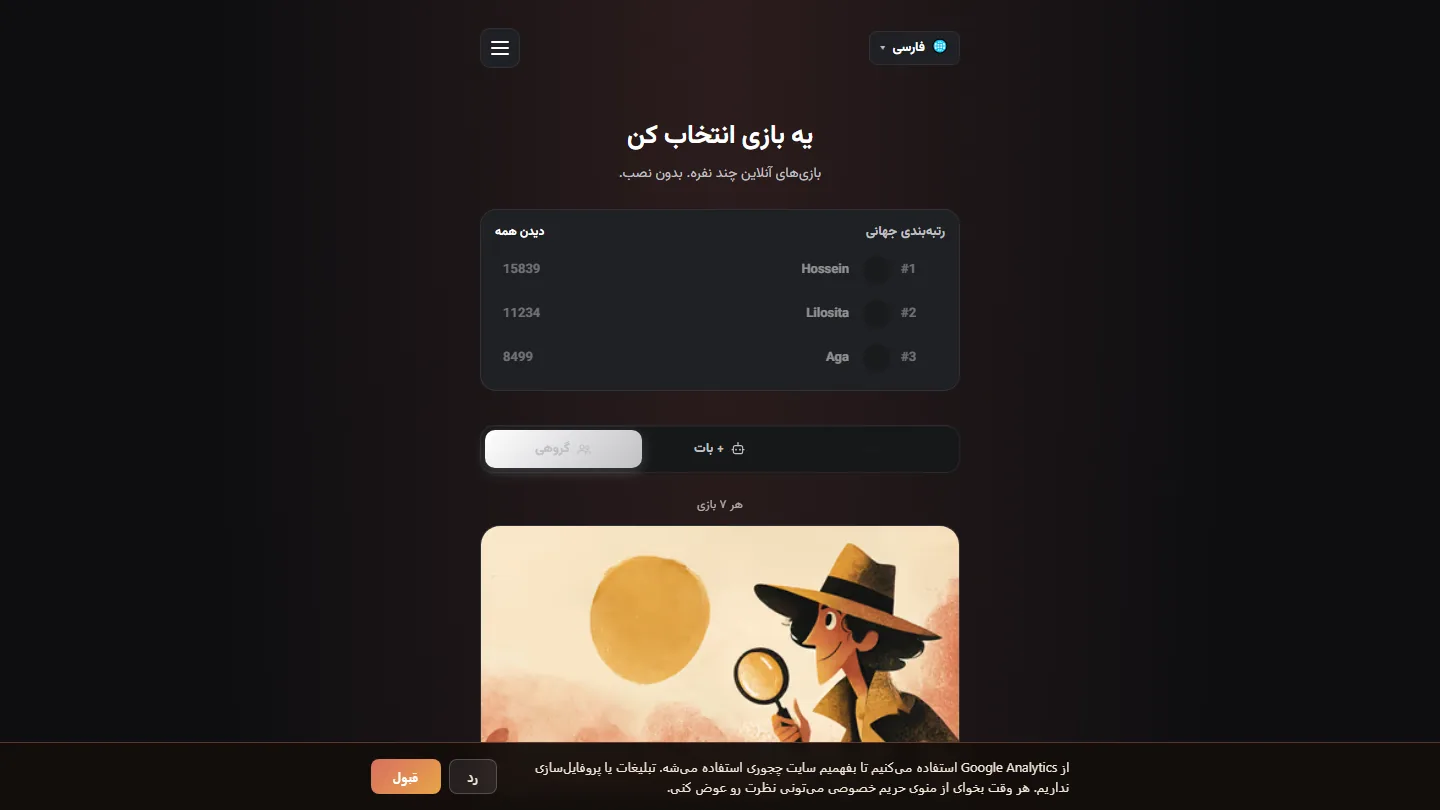 فارسی
یه بازی انتخاب کن
بازی‌های آنلاین چند نفره. بدون نصب.
رتبه‌بندی جهانی
دیدن همه
#1 Hossein 15839
#2 Lilosita 11234
#3 Aga 8499
+ بات
گروهی
هر ۷ بازی
از Google Analytics استفاده می‌کنیم تا بفهمیم سایت چجوری استفاده می‌شه. تبلیغات یا پروفایل‌سازی
نداریم. هر وقت بخوای از منوی حریم خصوصی می‌تونی نظرت رو عوض کنی.
رد
قبول